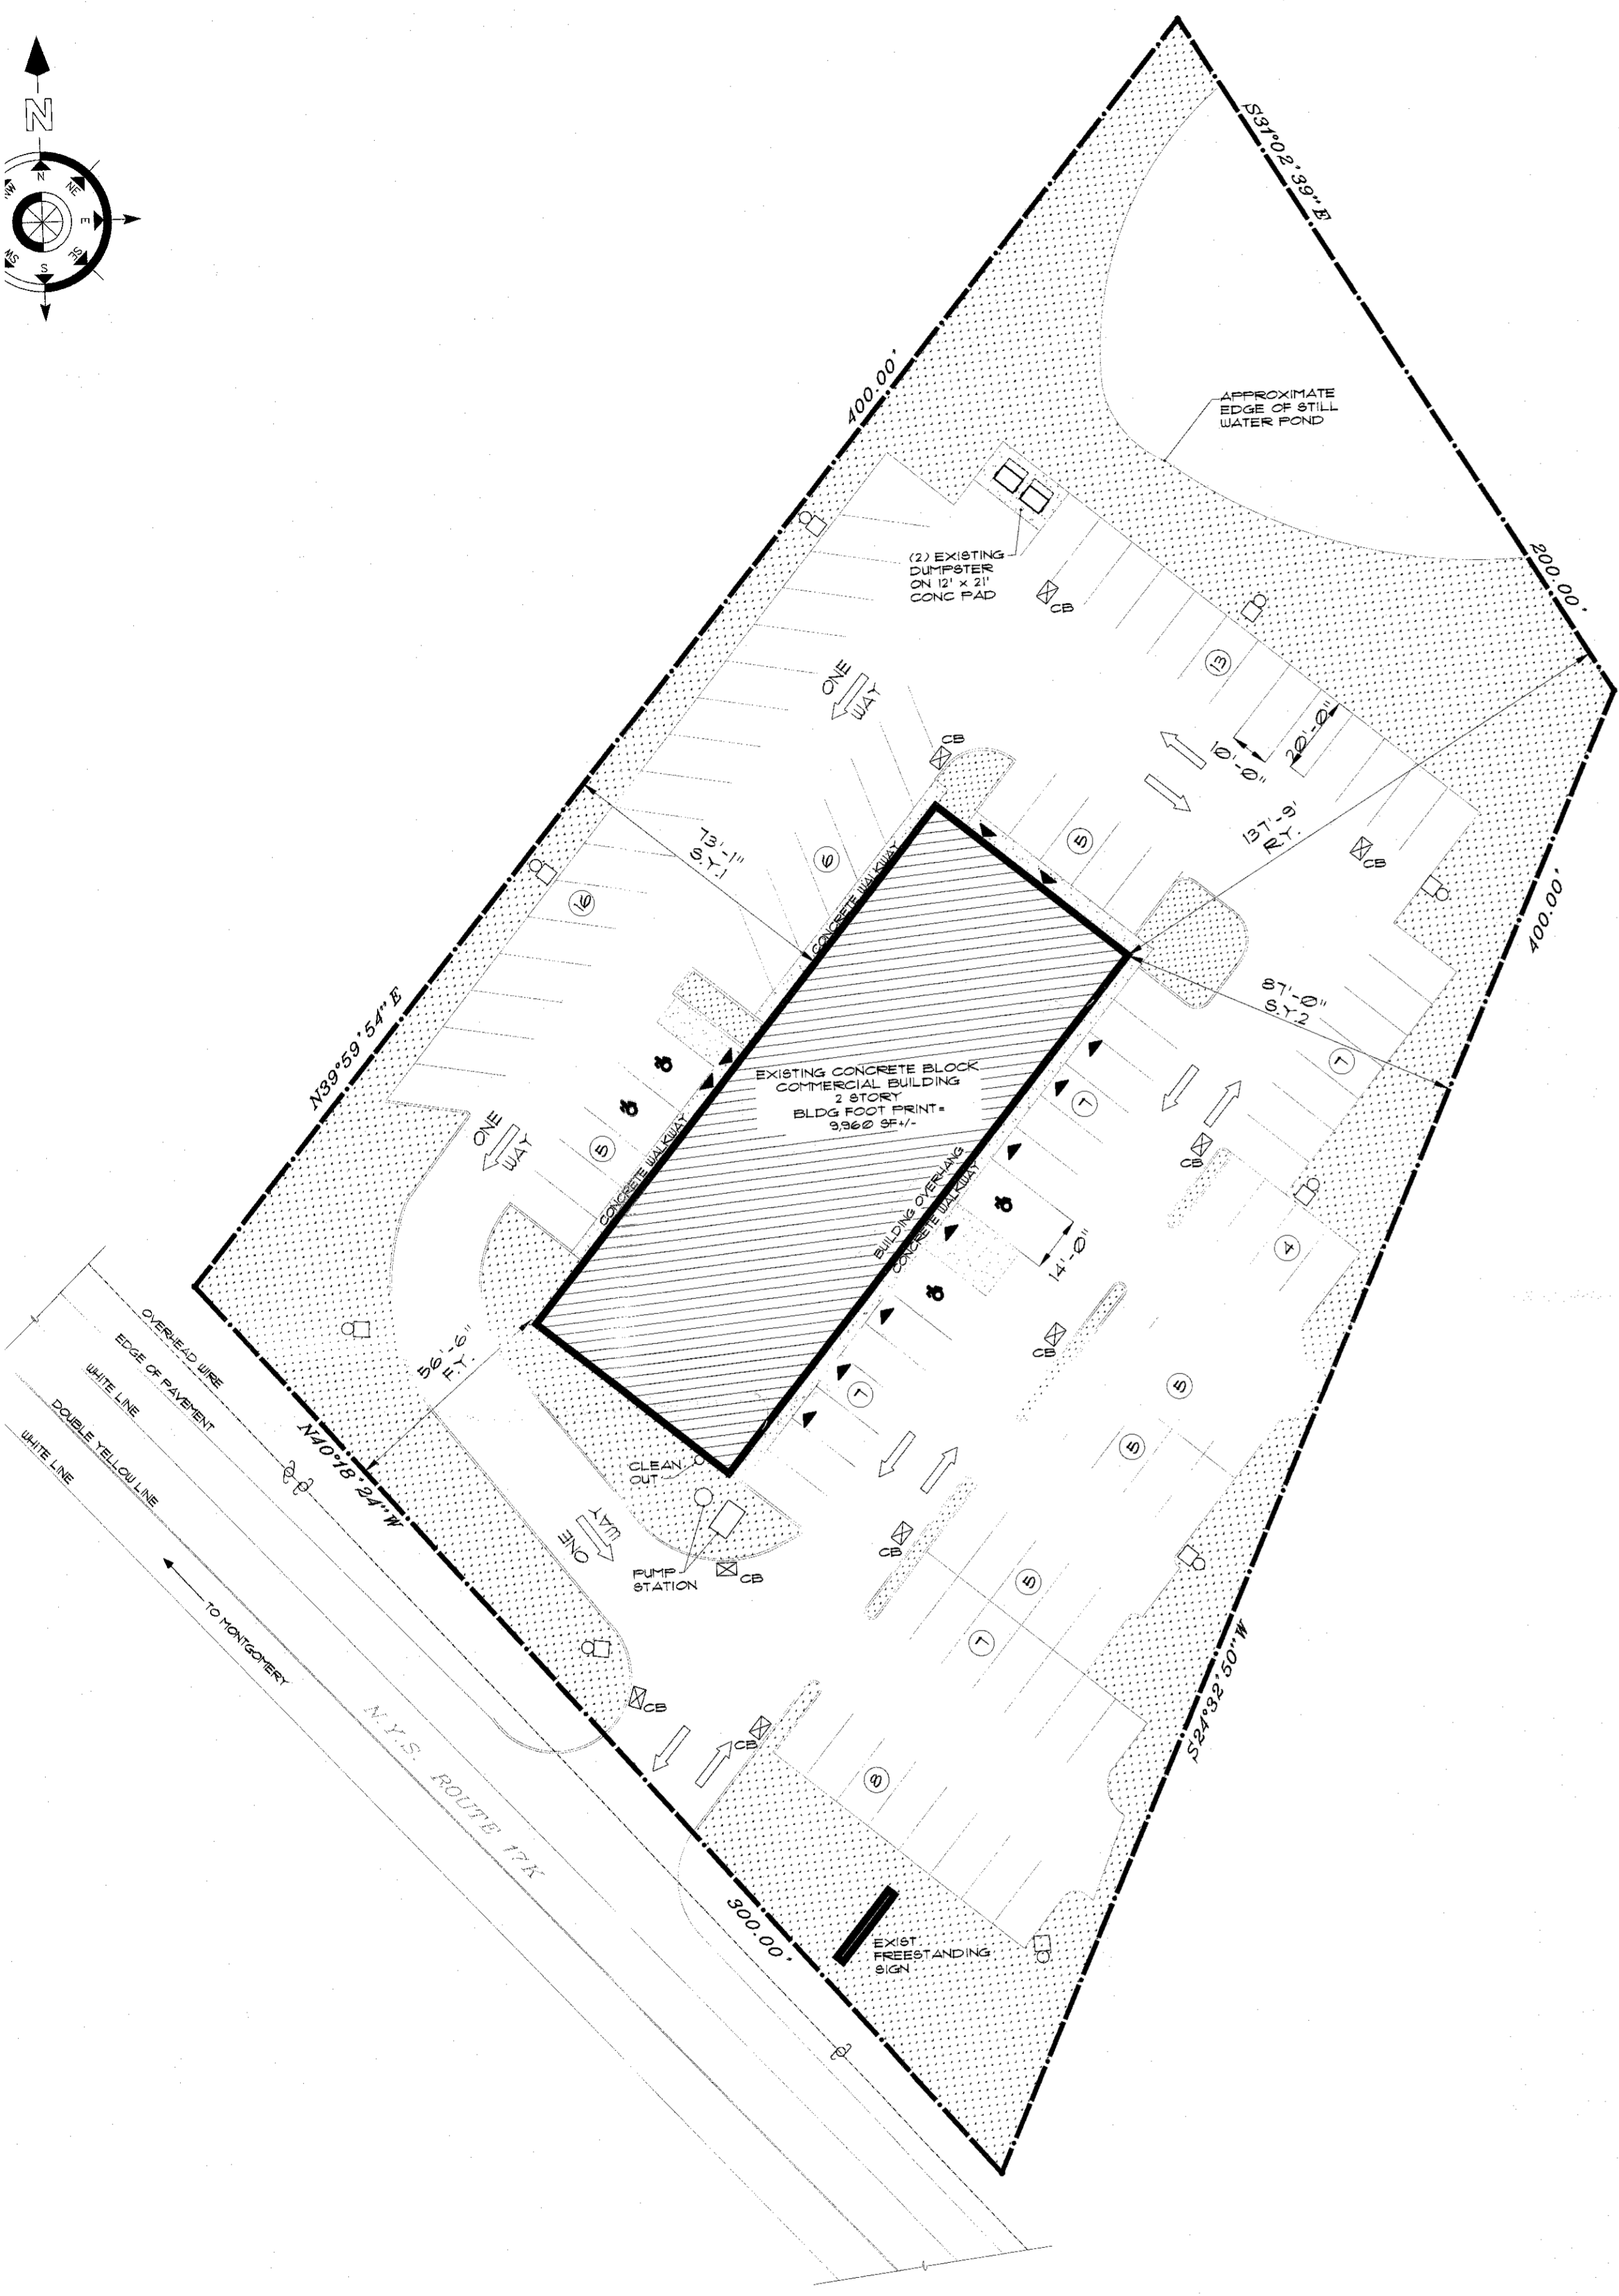 N
N
NE
E
SE
S
SW
NW
S31°02'39"E
400.00'
APPROXIMATE
EDGE OF STILL
WATER POND
200.00'
(2) EXISTING
DUMPSTER
ON 12' x 21'
CONC PAD
CB
13
ONE
WAY
20'-0"
10'-0"
CB
137'-9'
R.Y.
73'-1"
S.Y.1
6
5
CB
CONCRETE WALKWAY
400.00'
16
87'-0"
S.Y.2
N39°59'54"E
EXISTING CONCRETE BLOCK
COMMERCIAL BUILDING
2 STORY
BLDG FOOT PRINT=
9,960 SF+/-
7
7
ONE
WAY
5
CONCRETE WALKWAY
BUILDING OVERHANG
CONCRETE WALKWAY
CB
14'-0"
4
OVERHEAD WIRE
EDGE OF PAVEMENT
WHITE LINE
DOUBLE YELLOW LINE
WHITE LINE
56'-6"
F.Y.
CB
5
7
5
N40°18'24"W
CLEAN
OUT
ONE
WAY
CB
PUMP
STATION
CB
5
7
TO MONTGOMERY
S24°32'50"W
CB
CB
N.Y.S. ROUTE 17K
8
300.00'
EXIST
FREESTANDING
SIGN